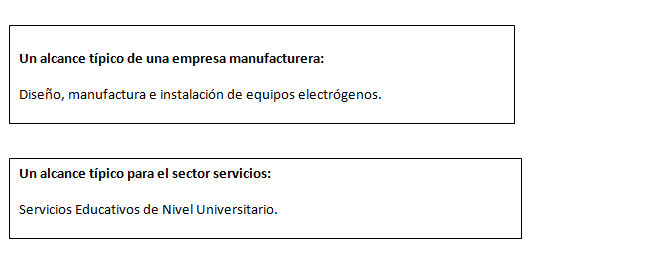 Un alcance típico de una empresa manufacturera:
Diseño, manufactura e instalación de equipos electrógenos.
Un alcance típico para el sector servicios:
Servicios Educativos de Nivel Universitario.